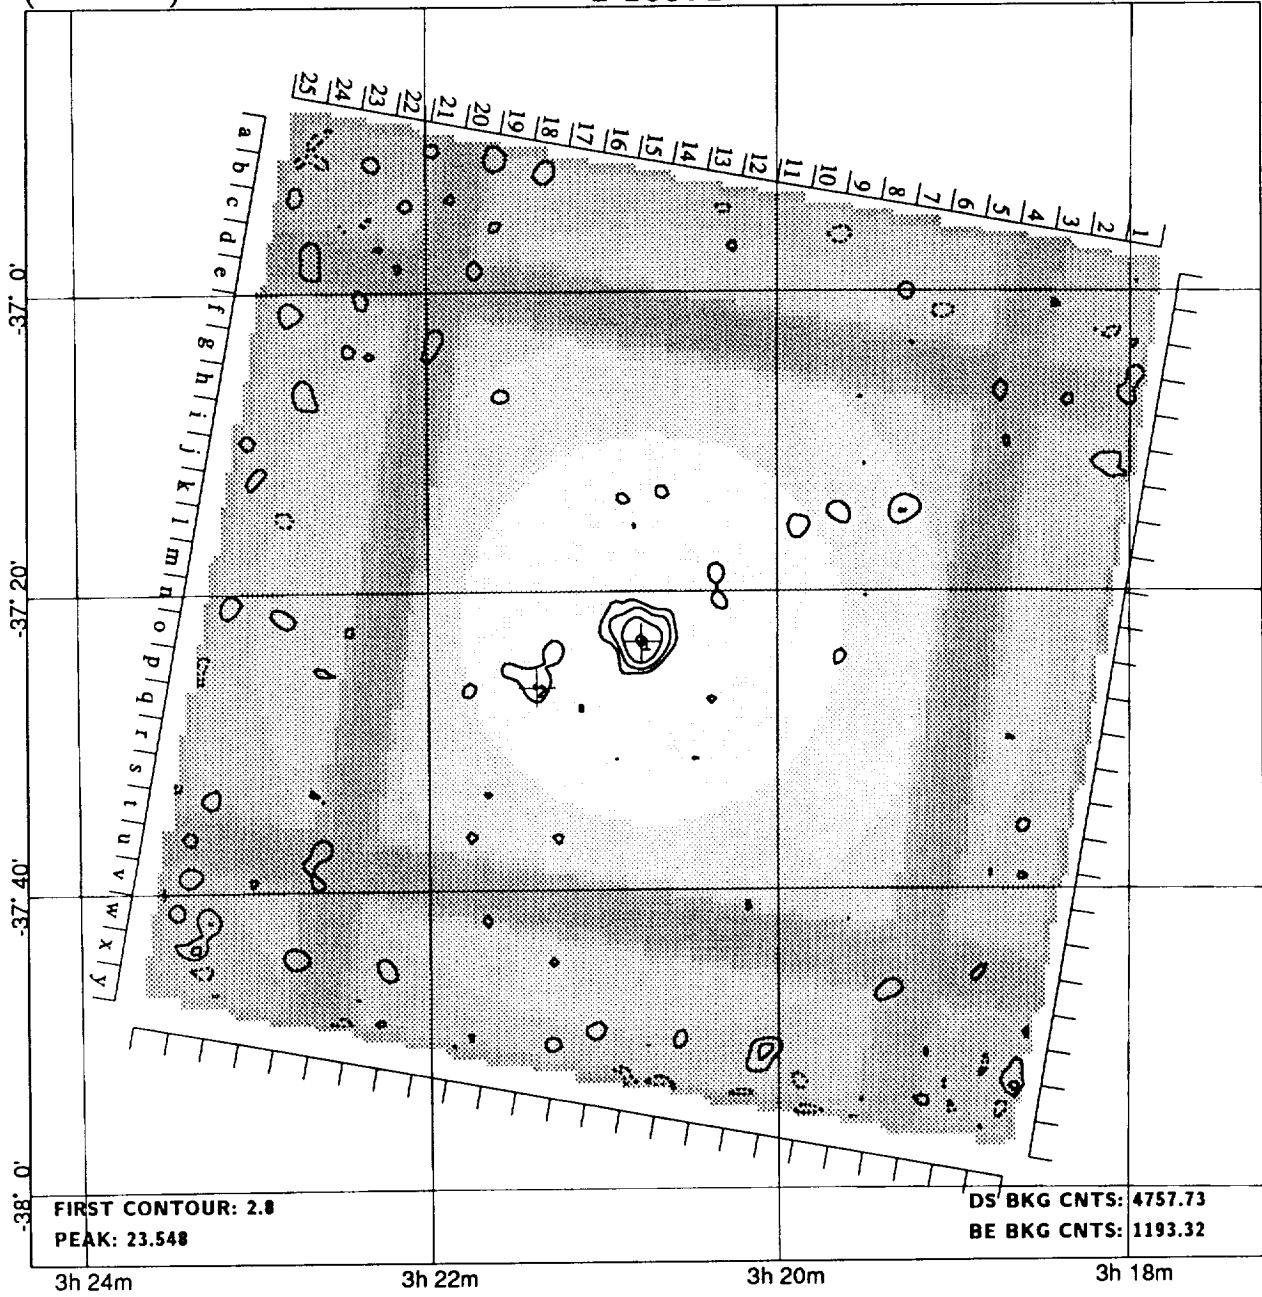 25 24 23 22 21 20 19 18 17 16 15 14 13 12 11 10 9 8 7 6 5 4 3 2 1
a b c d e f g h i j k l m n o p q r s t u v w x y
-37° 0'
-37° 20'
-37° 40'
-38° 0'
1
2
FIRST CONTOUR: 2.8
PEAK: 23.548
DS BKG CNTS: 4757.73
BE BKG CNTS: 1193.32
3h 24m 3h 22m 3h 20m 3h 18m